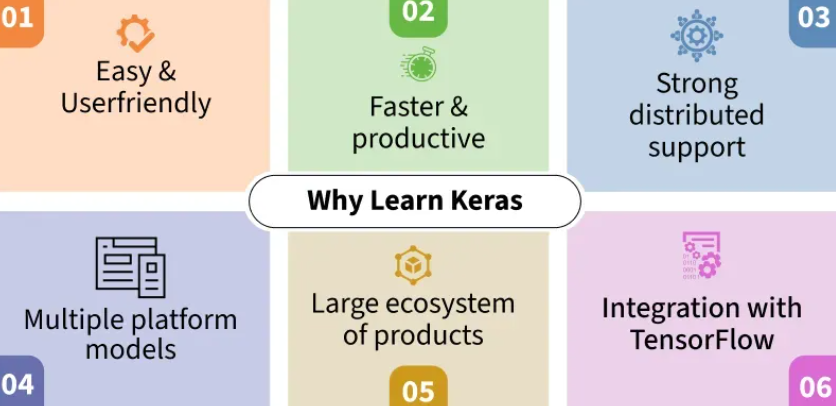 01
Easy &
Userfriendly
02
Faster &
productive
03
Strong
distributed
support
Why Learn Keras
Multiple platform
models
04
Large ecosystem
of products
05
Integration with
TensorFlow
06